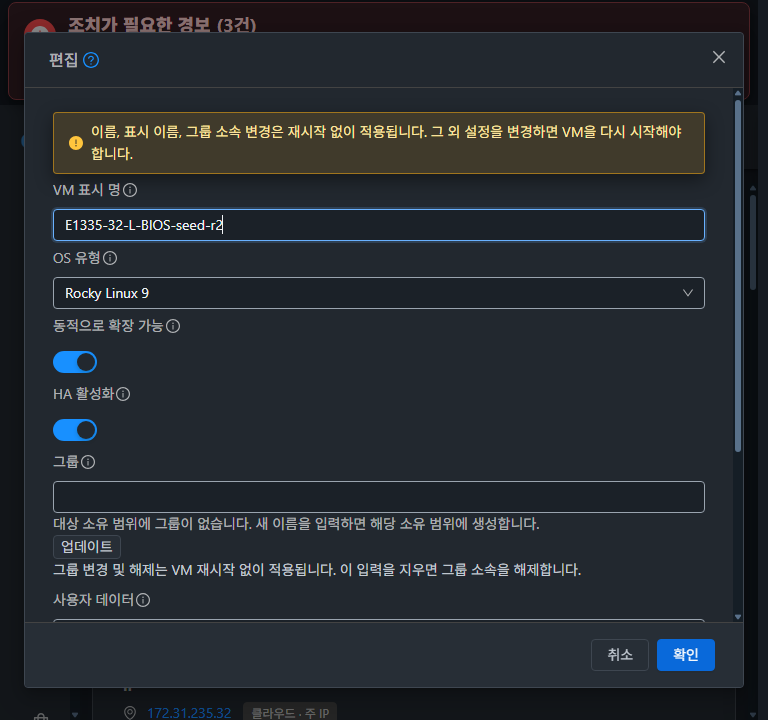 조치가 필요한 경보 (3건)
편집
이름, 표시 이름, 그룹 소속 변경은 재시작 없이 적용됩니다. 그 외 설정을 변경하면 VM을 다시 시작해야
합니다.
VM 표시 명
E1335-32-L-BIOS-seed-r2
OS 유형
Rocky Linux 9
동적으로 확장 가능
HA 활성화
그룹
대상 소유 범위에 그룹이 없습니다. 새 이름을 입력하면 해당 소유 범위에 생성합니다.
업데이트
그룹 변경 및 해제는 VM 재시작 없이 적용됩니다. 이 입력을 지우면 그룹 소속을 해제합니다.
사용자 데이터
취소
확인
172.31.235.32
클라우드 · 주 IP